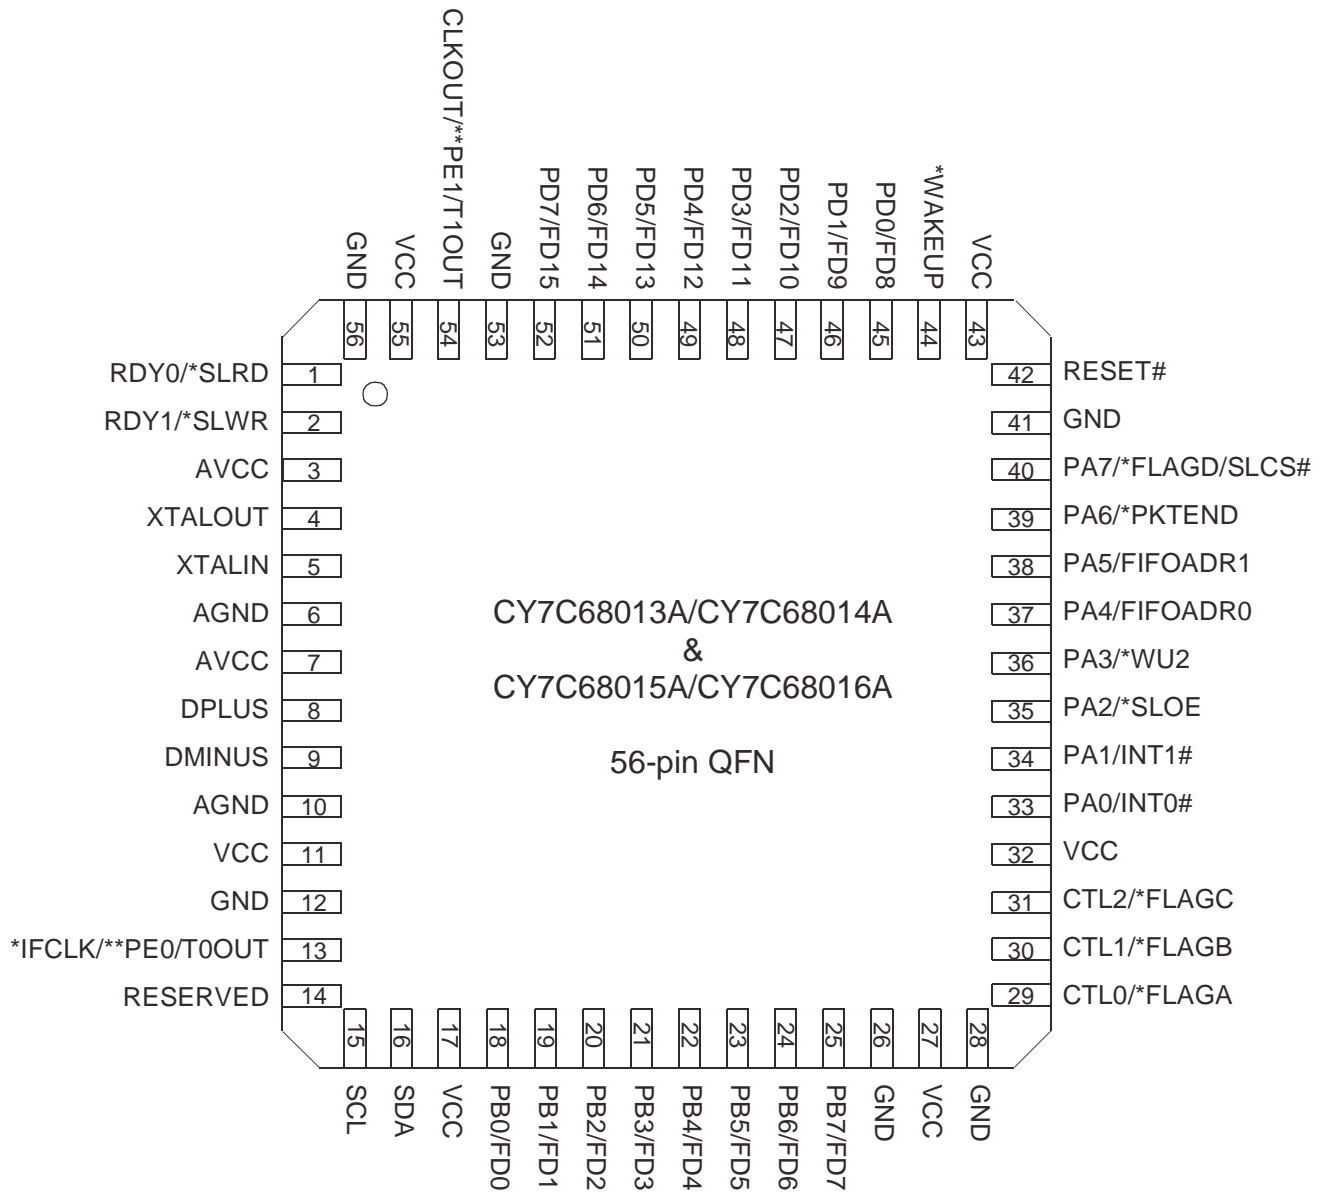 CLKOUT/**PE1/T1OUT
GND
VCC
GND
PD7/FD15
PD6/FD14
PD5/FD13
PD4/FD12
PD3/FD11
PD2/FD10
PD1/FD9
PD0/FD8
*WAKEUP
VCC
56
55
54
53
52
51
50
49
48
47
46
45
44
43
RDY0/*SLRD 1
RDY1/*SLWR 2
AVCC 3
XTALOUT 4
XTALIN 5
AGND 6
AVCC 7
DPLUS 8
DMINUS 9
AGND 10
VCC 11
GND 12
*IFCLK/**PE0/T0OUT 13
RESERVED 14
CY7C68013A/CY7C68014A
&
CY7C68015A/CY7C68016A
56-pin QFN
42 RESET#
41 GND
40 PA7/*FLAGD/SLCS#
39 PA6/*PKTEND
38 PA5/FIFOADR1
37 PA4/FIFOADR0
36 PA3/*WU2
35 PA2/*SLOE
34 PA1/INT1#
33 PA0/INT0#
32 VCC
31 CTL2/*FLAGC
30 CTL1/*FLAGB
29 CTL0/*FLAGA
15
16
17
18
19
20
21
22
23
24
25
26
27
28
SCL
SDA
VCC
PB0/FD0
PB1/FD1
PB2/FD2
PB3/FD3
PB4/FD4
PB5/FD5
PB6/FD6
PB7/FD7
GND
VCC
GND